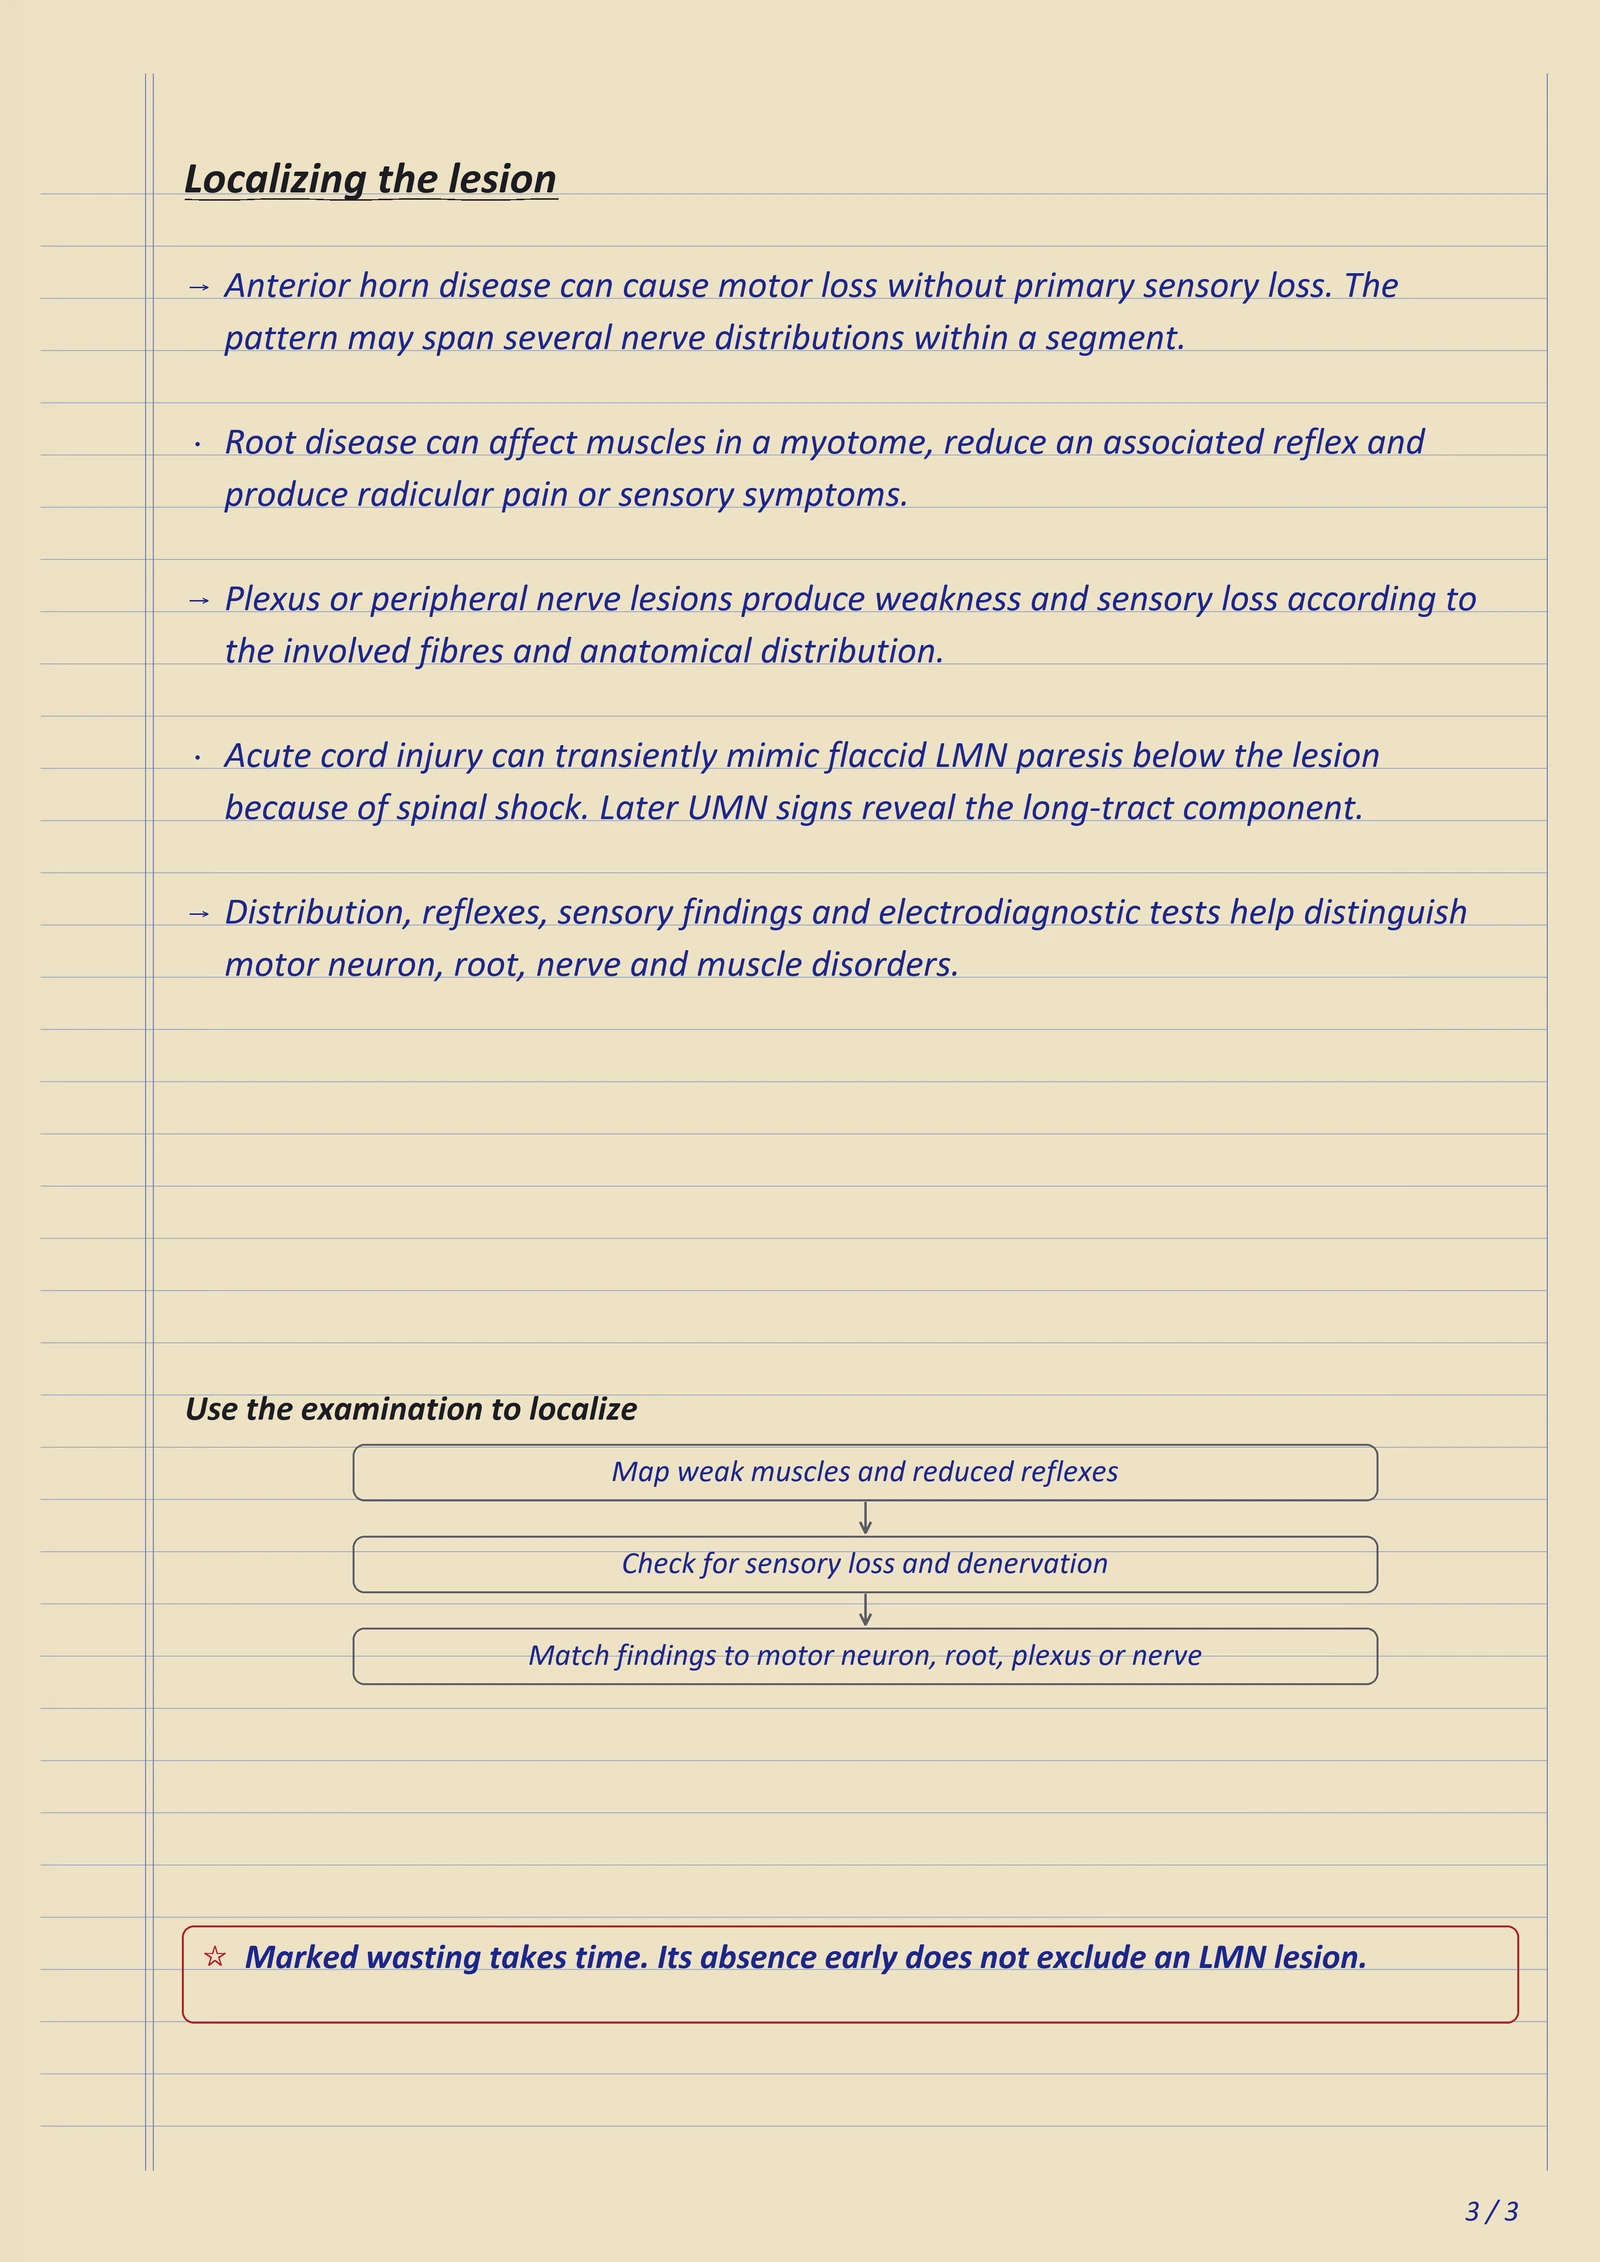 Localizing the lesion
→ Anterior horn disease can cause motor loss without primary sensory loss. The
pattern may span several nerve distributions within a segment.
· Root disease can affect muscles in a myotome, reduce an associated reflex and
produce radicular pain or sensory symptoms.
→ Plexus or peripheral nerve lesions produce weakness and sensory loss according to
the involved fibres and anatomical distribution.
· Acute cord injury can transiently mimic flaccid LMN paresis below the lesion
because of spinal shock. Later UMN signs reveal the long-tract component.
→ Distribution, reflexes, sensory findings and electrodiagnostic tests help distinguish
motor neuron, root, nerve and muscle disorders.
Use the examination to localize
Map weak muscles and reduced reflexes
Check for sensory loss and denervation
Match findings to motor neuron, root, plexus or nerve
☆ Marked wasting takes time. Its absence early does not exclude an LMN lesion.
3 / 3